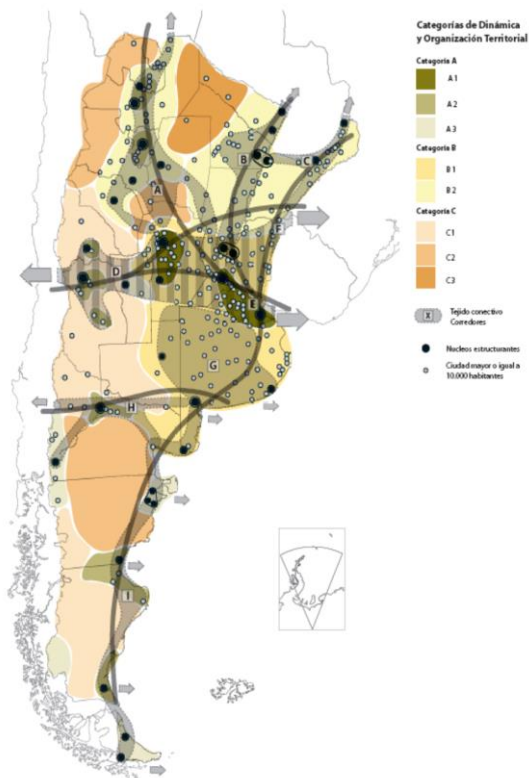 Categorías de Dinámica
y Organización Territorial
Categoría A
A 1
A 2
A 3
Categoría B
B 1
B 2
Categoría C
C1
C2
C3
X
Tejido conectivo
Corredores
Nucleos estructurantes
Ciudad mayor o igual a
10.000 habitantes
B
C
A
F
D
E
G
H
I